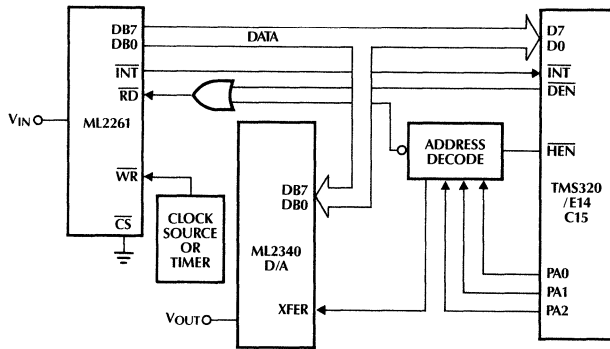 DB7
DB0
INT
RD
ML2261
VIN
WR
CS
DATA
CLOCK
SOURCE
OR
TIMER
DB7
DB0
ML2340
D/A
XFER
VOUT
ADDRESS
DECODE
D7
D0
INT
DEN
HEN
TMS320
/E14
C15
PA0
PA1
PA2